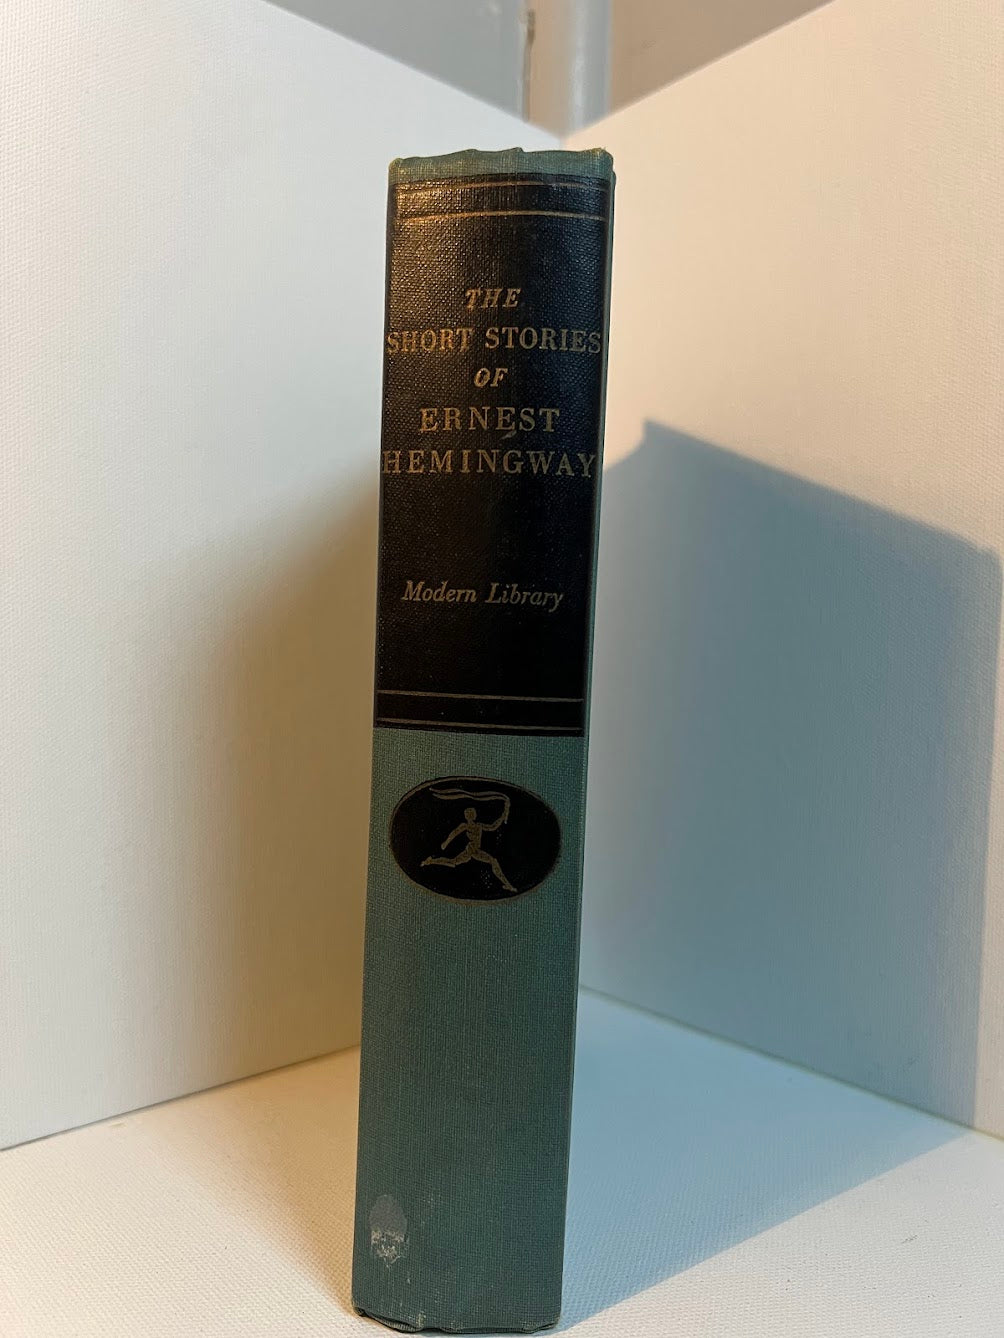 THE
SHORT STORIES
OF
ERNEST
HEMINGWAY
Modern Library